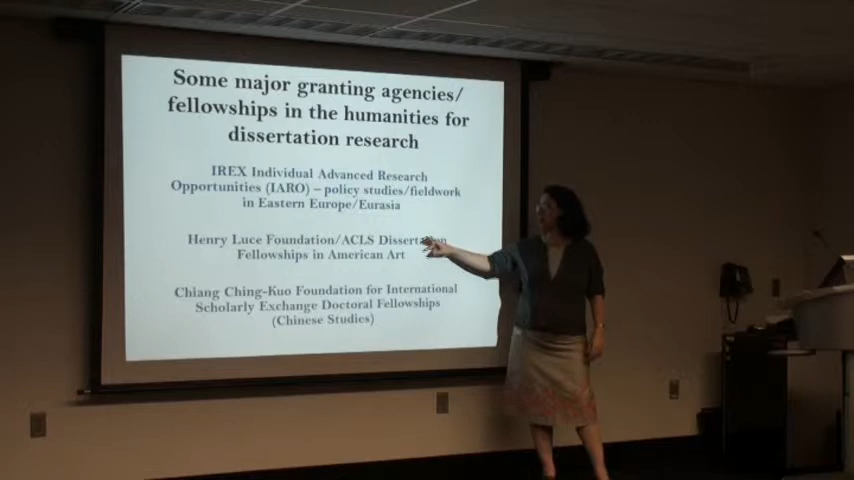 Some major granting agencies/
fellowships in the humanities for
dissertation research
IREX Individual Advanced Research
Opportunities (IARO) – policy studies/fieldwork
in Eastern Europe/Eurasia
Henry Luce Foundation/ACLS Dissertation
Fellowships in American Art
Chiang Ching-Kuo Foundation for International
Scholarly Exchange Doctoral Fellowships
(Chinese Studies)